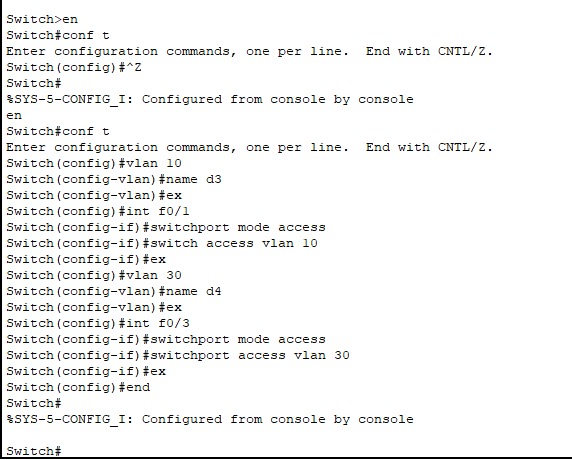 Switch>en
Switch#conf t
Enter configuration commands, one per line.  End with CNTL/Z.
Switch(config)#^Z
Switch#
%SYS-5-CONFIG_I: Configured from console by console
en
Switch#conf t
Enter configuration commands, one per line.  End with CNTL/Z.
Switch(config)#vlan 10
Switch(config-vlan)#name d3
Switch(config-vlan)#ex
Switch(config)#int f0/1
Switch(config-if)#switchport mode access
Switch(config-if)#switch access vlan 10
Switch(config-if)#ex
Switch(config)#vlan 30
Switch(config-vlan)#name d4
Switch(config-vlan)#ex
Switch(config)#int f0/3
Switch(config-if)#switchport mode access
Switch(config-if)#switchport access vlan 30
Switch(config-if)#ex
Switch(config)#end
Switch#
%SYS-5-CONFIG_I: Configured from console by console
Switch#